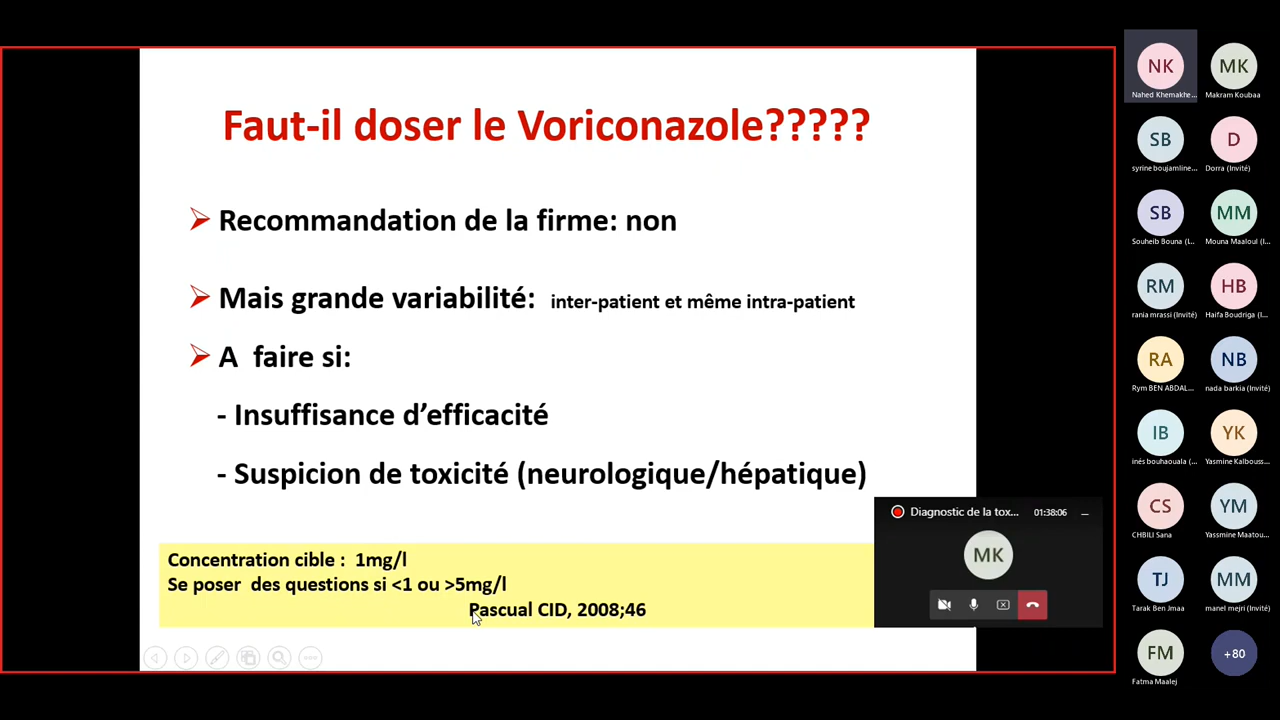 Faut-il doser le Voriconazole?????
Recommandation de la firme: non
Mais grande variabilité: inter-patient et même intra-patient
A faire si:
- Insuffisance d’efficacité
- Suspicion de toxicité (neurologique/hépatique)
Concentration cible : 1mg/l
Se poser des questions si <1 ou >5mg/l
Pascual CID, 2008;46
Diagnostic de la tox... 01:38:06
MK
NK
Nahed Khemakhe...
MK
Makram Koubaa
SB
syrine boujamline...
D
Dorra (Invité)
SB
Souheib Bouna (I...
MM
Mouna Maaloul (I...
RM
rania mrassi (Invité)
HB
Haifa Boudriga (I...
RA
Rym BEN ABDAL...
NB
nada barkia (Invité)
IB
inès bouhaouala (...
YK
Yasmine Kalbouss...
CS
CHBILI Sana
YM
Yassmine Maatou...
TJ
Tarak Ben Jmaa
MM
manel mejri (Invité)
FM
Fatma Maalej
+80